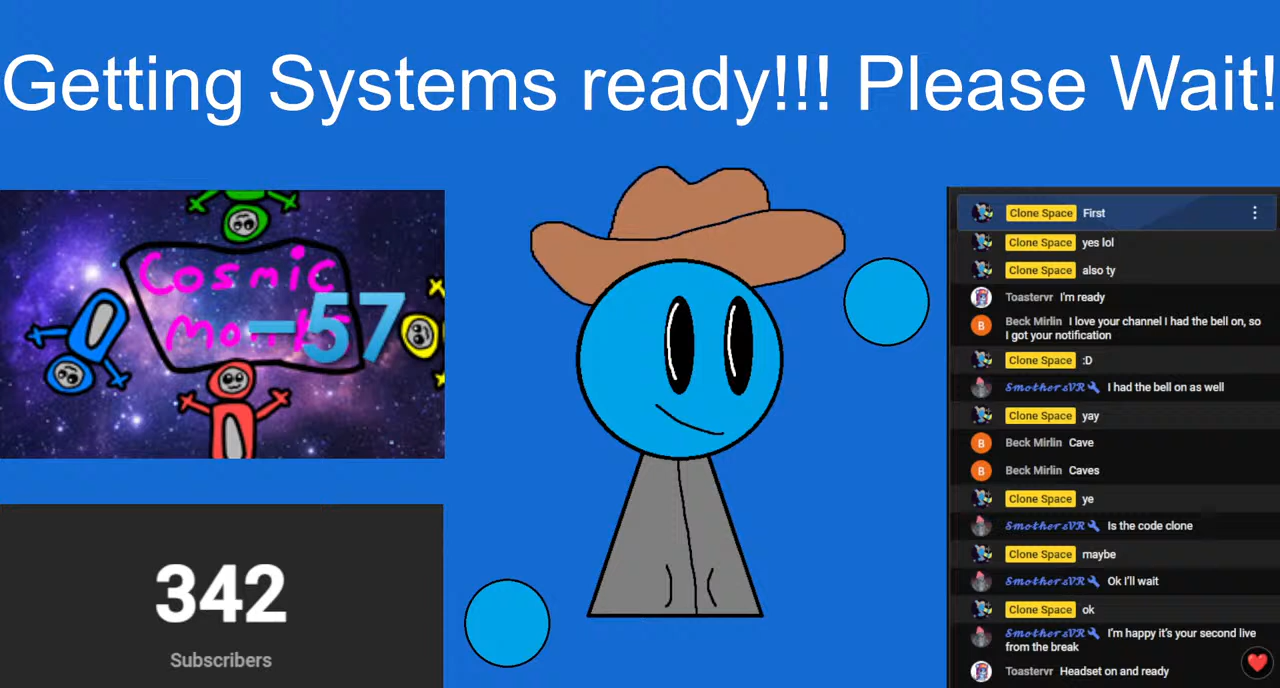 Getting Systems ready!!! Please Wait!
Cosmic
-57
342
Subscribers
Clone Space First
Clone Space yes lol
Clone Space also ty
Toastervr I'm ready
B Beck Mirlin I love your channel I had the bell on, so
I got your notification
Clone Space :D
SmothersVR I had the bell on as well
Clone Space yay
B Beck Mirlin Cave
B Beck Mirlin Caves
Clone Space ye
SmothersVR Is the code clone
Clone Space maybe
SmothersVR Ok I'll wait
Clone Space ok
SmothersVR I'm happy it's your second live
from the break
Toastervr Headset on and ready